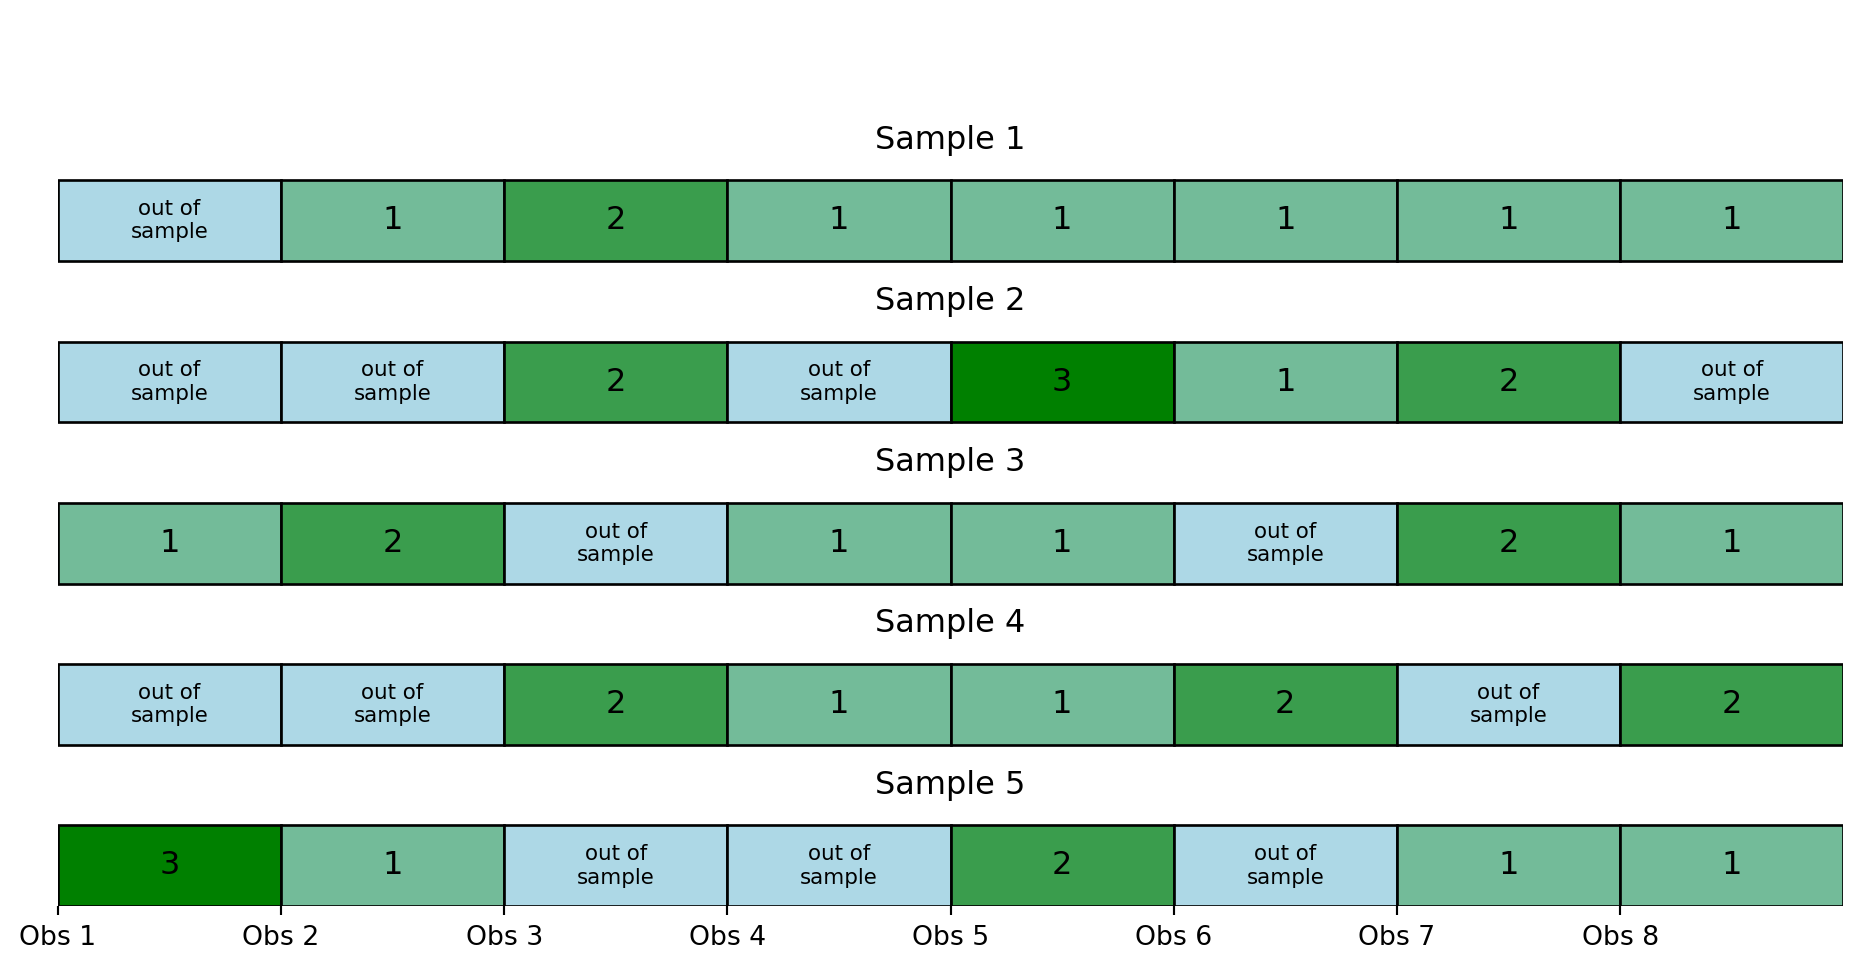 Sample 1
out of
sample
1
2
1
1
1
1
1
Sample 2
out of
sample
out of
sample
2
out of
sample
3
1
2
out of
sample
Sample 3
1
2
out of
sample
1
1
out of
sample
2
1
Sample 4
out of
sample
out of
sample
2
1
1
2
out of
sample
2
Sample 5
3
1
out of
sample
out of
sample
2
out of
sample
1
1
Obs 1
Obs 2
Obs 3
Obs 4
Obs 5
Obs 6
Obs 7
Obs 8